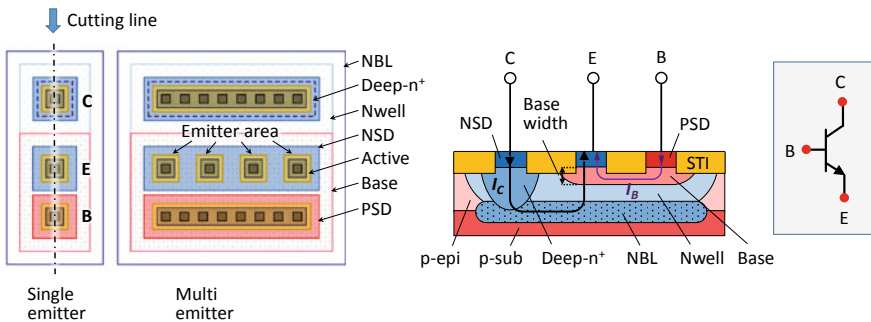 Cutting line
C
E
B
Single
emitter
Emitter area
Multi
emitter
NBL
Deep-n⁺
Nwell
NSD
Active
Base
PSD
C
E
B
NSD
Base
width
PSD
STI
I_C
I_B
p-epi
p-sub
Deep-n⁺
NBL
Nwell
Base
C
B
E